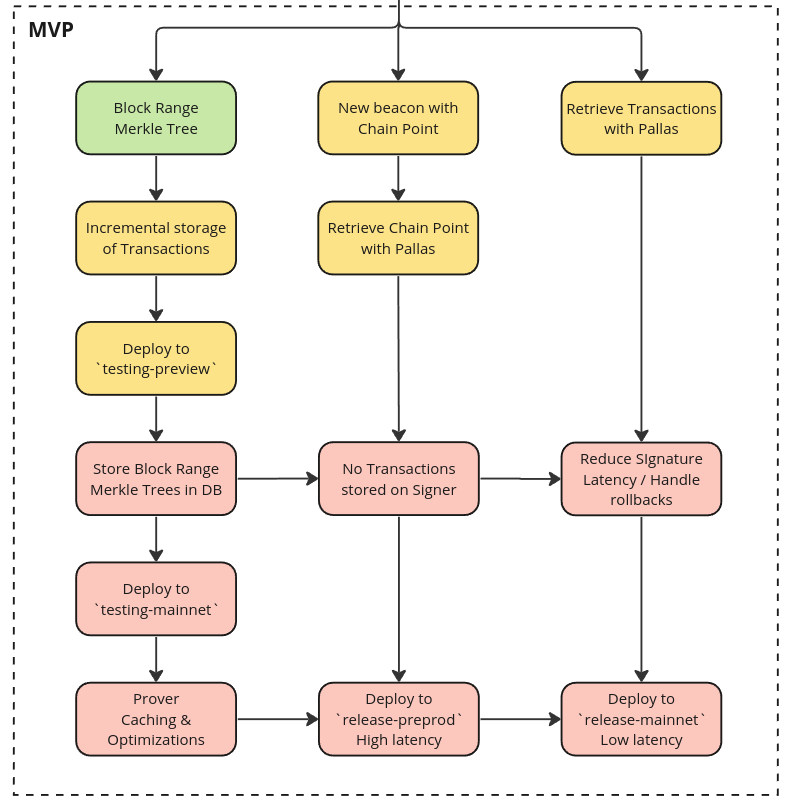 MVP
Block Range
Merkle Tree
New beacon with
Chain Point
Retrieve Transactions
with Pallas
Incremental storage
of Transactions
Retrieve Chain Point
with Pallas
Deploy to
`testing-preview`
Store Block Range
Merkle Trees in DB
No Transactions
stored on Signer
Reduce SIgnature
Latency / Handle
rollbacks
Deploy to
`testing-mainnet`
Prover
Caching &
Optimizations
Deploy to
`release-preprod`
High latency
Deploy to
`release-mainnet`
Low latency